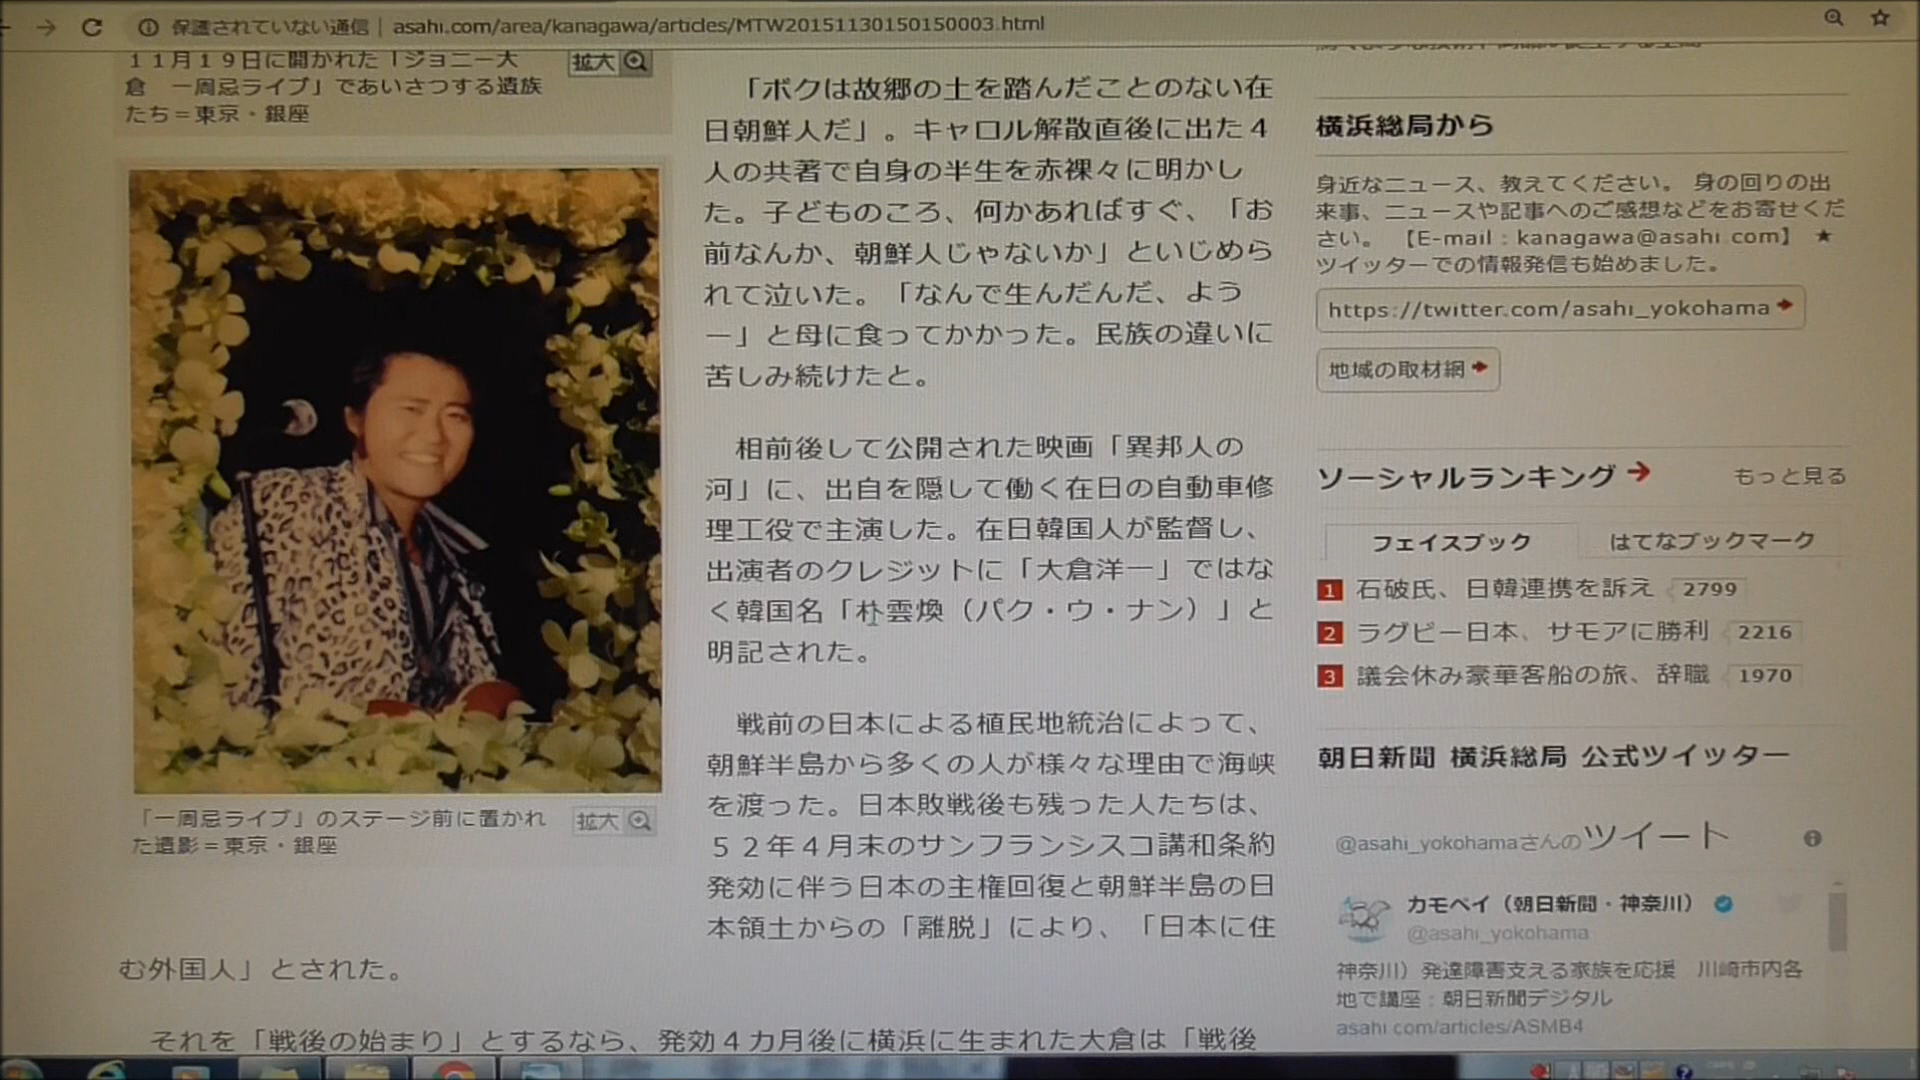 保護されていない通信 | asahi.com/area/kanagawa/articles/MTW20151130150150003.html
11月19日に開かれた「ジョニー大
倉　一周忌ライブ」であいさつする遺族
たち＝東京・銀座
拡大
「一周忌ライブ」のステージ前に置かれ
た遺影＝東京・銀座
拡大
「ボクは故郷の土を踏んだことのない在
日朝鮮人だ」。キャロル解散直後に出た４
人の共著で自身の半生を赤裸々に明かし
た。子どものころ、何かあればすぐ、「お
前なんか、朝鮮人じゃないか」といじめら
れて泣いた。「なんで生んだんだ、よう
ー」と母に食ってかかった。民族の違いに
苦しみ続けたと。
相前後して公開された映画「異邦人の
河」に、出自を隠して働く在日の自動車修
理工役で主演した。在日韓国人が監督し、
出演者のクレジットに「大倉洋一」ではな
く韓国名「朴雲煥（パク・ウ・ナン）」と
明記された。
戦前の日本による植民地統治によって、
朝鮮半島から多くの人が様々な理由で海峡
を渡った。日本敗戦後も残った人たちは、
５２年４月末のサンフランシスコ講和条約
発効に伴う日本の主権回復と朝鮮半島の日
本領土からの「離脱」により、「日本に住
む外国人」とされた。
それを「戦後の始まり」とするなら、発効４カ月後に横浜に生まれた大倉は「戦後
横浜総局から
身近なニュース、教えてください。 身の回りの出
来事、ニュースや記事へのご感想などをお寄せくだ
さい。 【E-mail：kanagawa@asahi.com】 ★
ツイッターでの情報発信も始めました。
https://twitter.com/asahi_yokohama
地域の取材網
ソーシャルランキング もっと見る
フェイスブック はてなブックマーク
1 石破氏、日韓連携を訴え 2799
2 ラグビー日本、サモアに勝利 2216
3 議会休み豪華客船の旅、辞職 1970
朝日新聞 横浜総局 公式ツイッター
@asahi_yokohamaさんのツイート
カモベイ（朝日新聞・神奈川）
@asahi_yokohama
神奈川）発達障害支える家族を応援　川崎市内各
地で講座：朝日新聞デジタル
asahi.com/articles/ASMB4